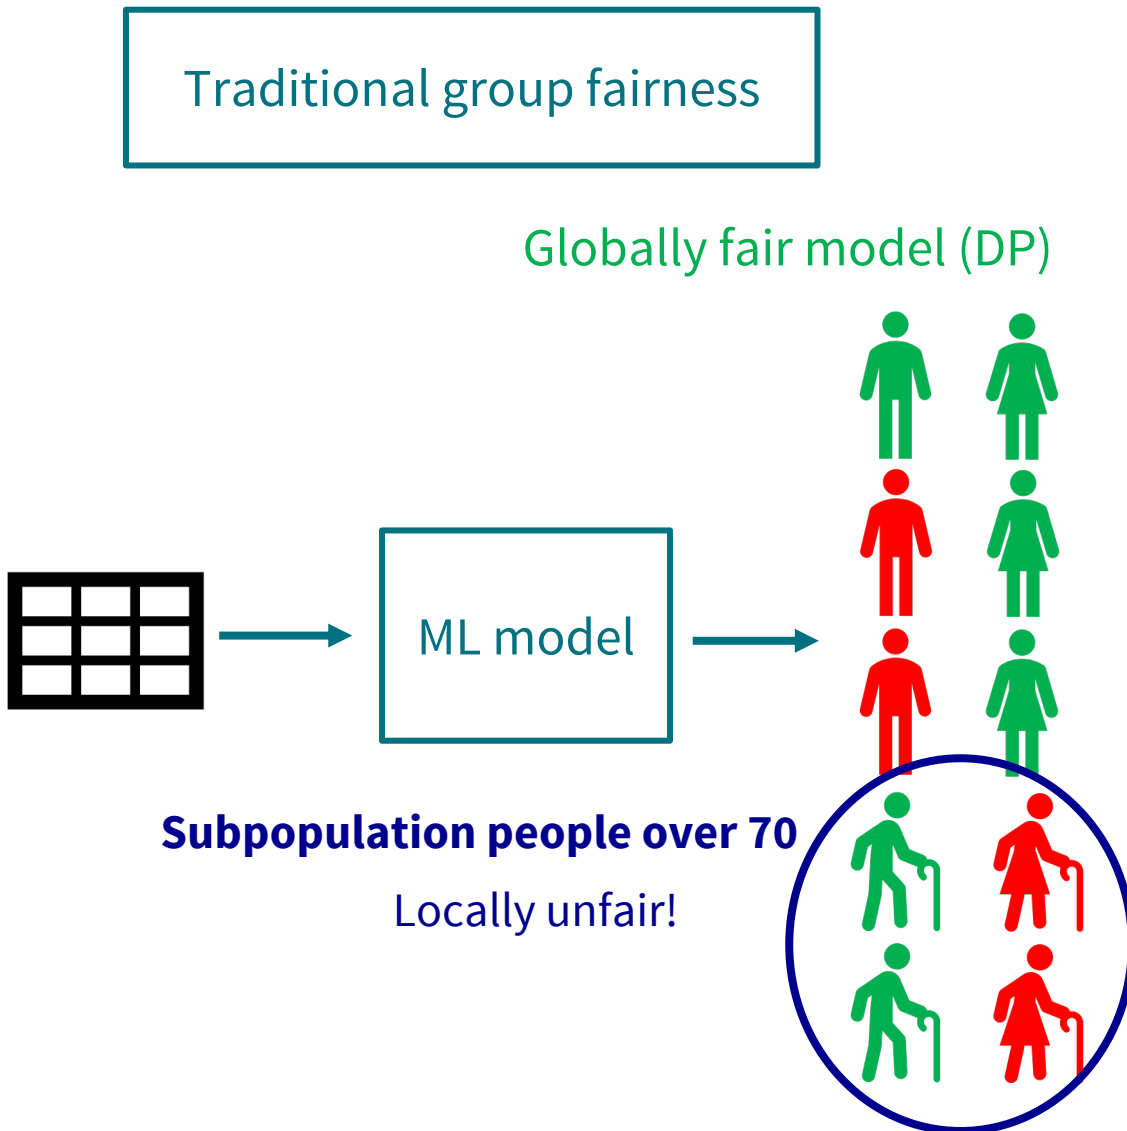 Traditional group fairness
Globally fair model (DP)
ML model
Subpopulation people over 70
Locally unfair!